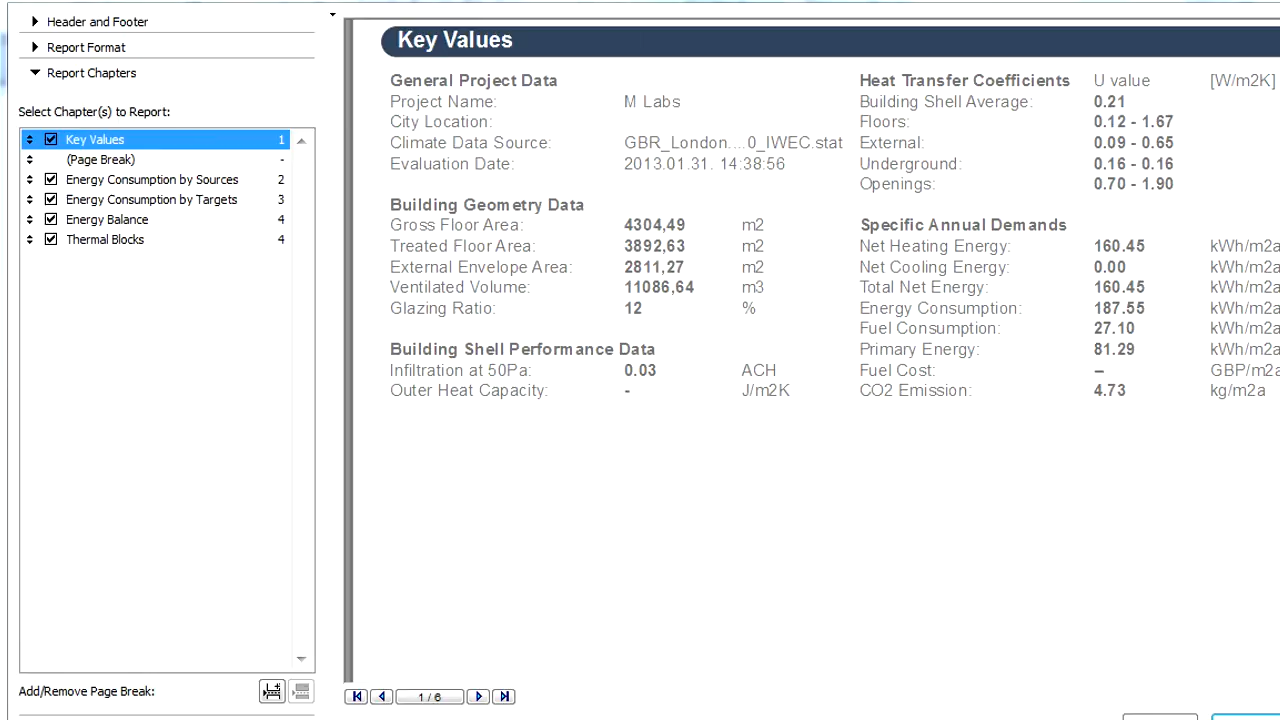 Header and Footer
Report Format
Report Chapters
Select Chapter(s) to Report:
Key Values 1
(Page Break) -
Energy Consumption by Sources 2
Energy Consumption by Targets 3
Energy Balance 4
Thermal Blocks 4
Add/Remove Page Break:
Key Values
General Project Data
Project Name: M Labs
City Location:
Climate Data Source: GBR_London....0_IWEC.stat
Evaluation Date: 2013.01.31. 14:38:56
Building Geometry Data
Gross Floor Area: 4304,49 m2
Treated Floor Area: 3892,63 m2
External Envelope Area: 2811,27 m2
Ventilated Volume: 11086,64 m3
Glazing Ratio: 12 %
Building Shell Performance Data
Infiltration at 50Pa: 0.03 ACH
Outer Heat Capacity: - J/m2K
Heat Transfer Coefficients U value [W/m2K]
Building Shell Average: 0.21
Floors: 0.12 - 1.67
External: 0.09 - 0.65
Underground: 0.16 - 0.16
Openings: 0.70 - 1.90
Specific Annual Demands
Net Heating Energy: 160.45 kWh/m2a
Net Cooling Energy: 0.00 kWh/m2a
Total Net Energy: 160.45 kWh/m2a
Energy Consumption: 187.55 kWh/m2a
Fuel Consumption: 27.10 kWh/m2a
Primary Energy: 81.29 kWh/m2a
Fuel Cost: – GBP/m2a
CO2 Emission: 4.73 kg/m2a
1 / 6